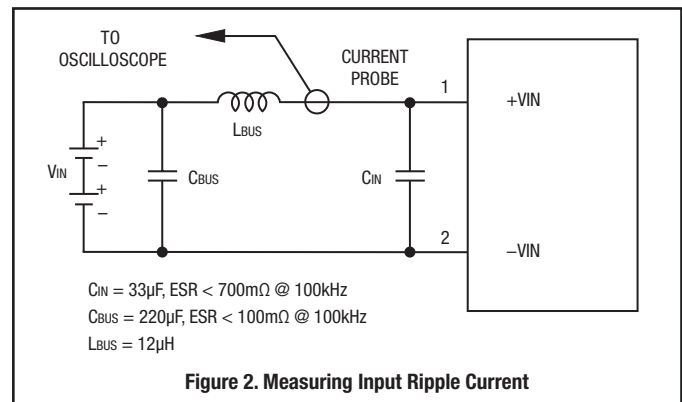 TO
OSCILLOSCOPE
CURRENT
PROBE
1
+VIN
LBUS
+
VIN
–
+
–
CBUS
CIN
2
–VIN
CIN = 33µF, ESR < 700mΩ @ 100kHz
CBUS = 220µF, ESR < 100mΩ @ 100kHz
LBUS = 12µH
Figure 2. Measuring Input Ripple Current